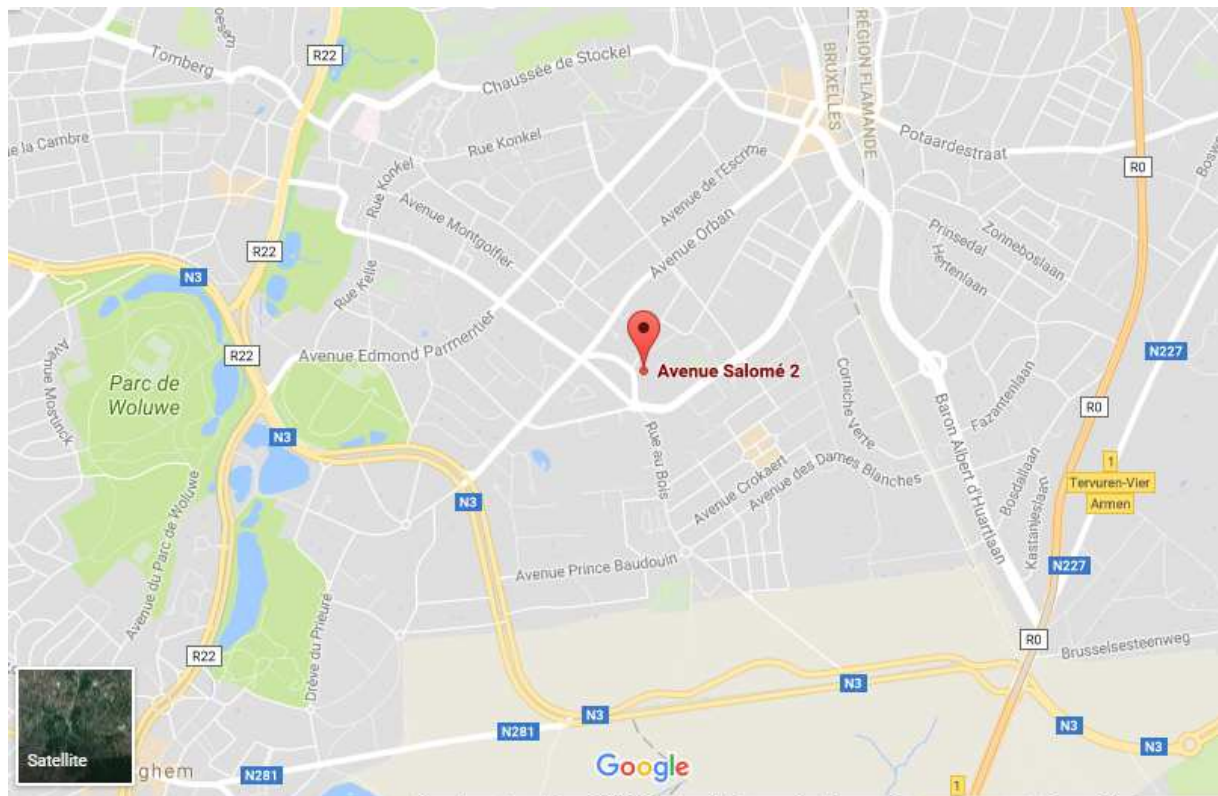 R22
Tomberg
Chaussée de Stockel
BRUXELLES
RÉGION FLAMANDE
Potaardestraat
R0
Rue Konkel
Rue Konkel
Avenue de l'Escrime
Avenue Montgolfier
Avenue Orban
Prinsedal
Zonneboslaan
Hertenlaan
R22
N3
Rue Kelle
Avenue Edmond Parmentier
R22
N227
Avenue Mostinck
Parc de
Woluwe
Avenue Salomé 2
Corniche Verte
Fazantenlaan
R0
N3
Rue au Bois
Baron Albert d'Huartlaan
1
Tervuren-Vier
Armen
Avenue Crokaert
Avenue des Dames Blanches
Bosdallaan
Kastanjeslaan
N3
Avenue du Parc de Woluwe
Avenue Prince Baudouin
N227
Drève du Prieuré
R22
R0
Brusselsesteenweg
N3
N3
N281
N3
N3
Satellite
ghem
N281
Google
1